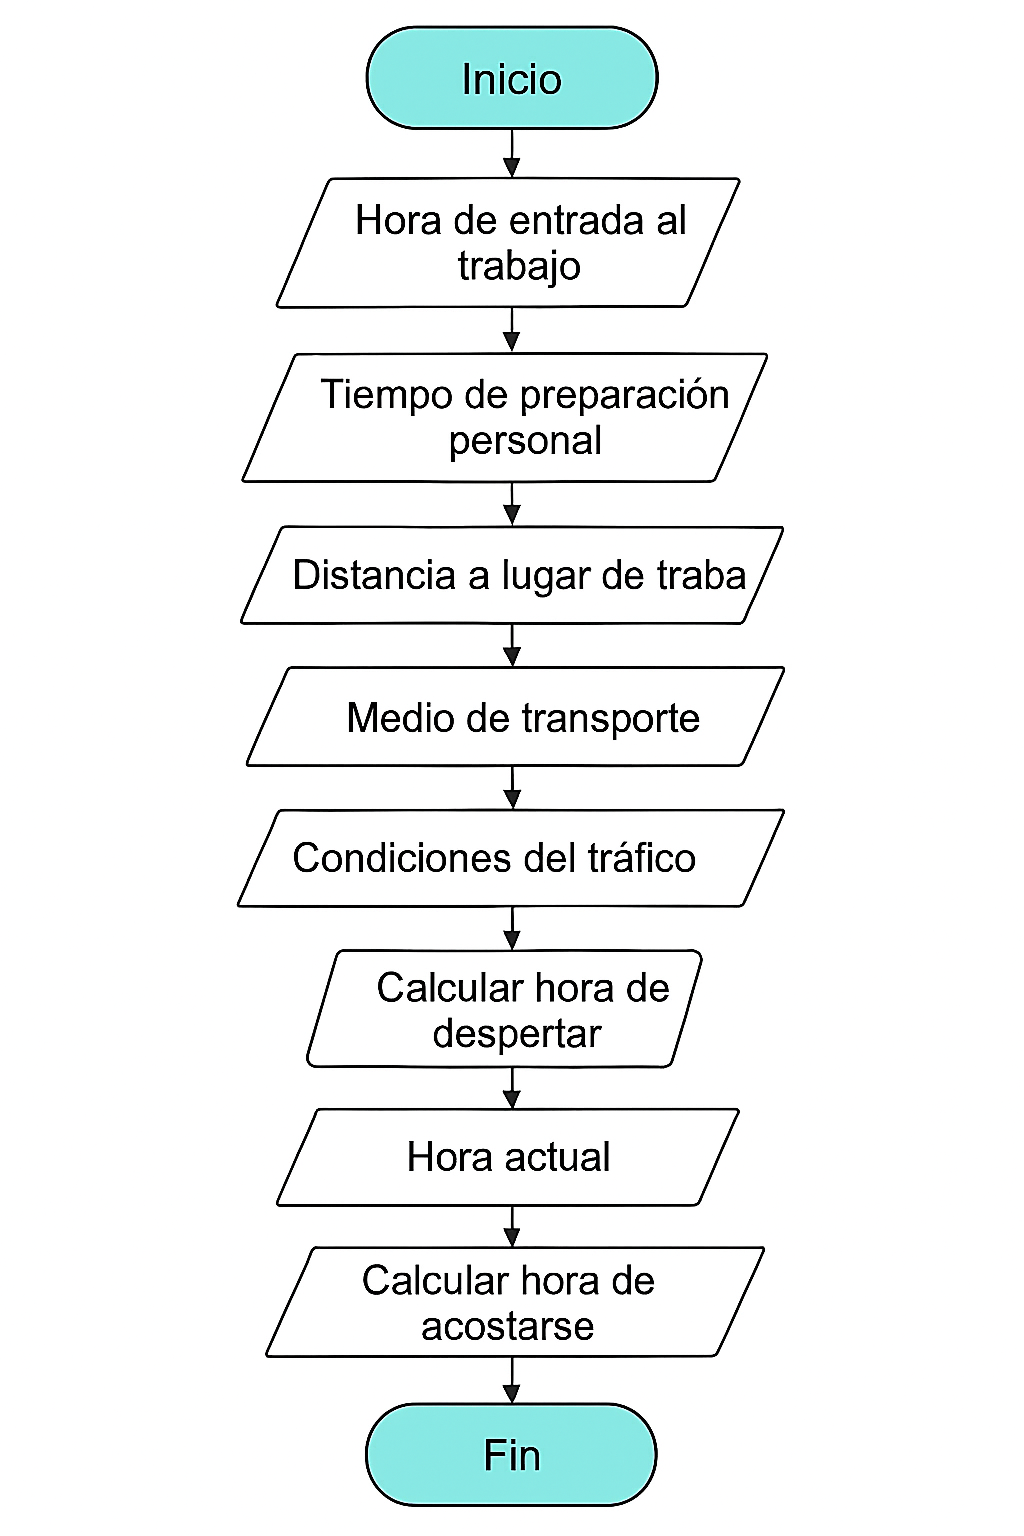 Inicio
Hora de entrada al
trabajo
Tiempo de preparación
personal
Distancia a lugar de traba
Medio de transporte
Condiciones del tráfico
Calcular hora de
despertar
Hora actual
Calcular hora de
acostarse
Fin